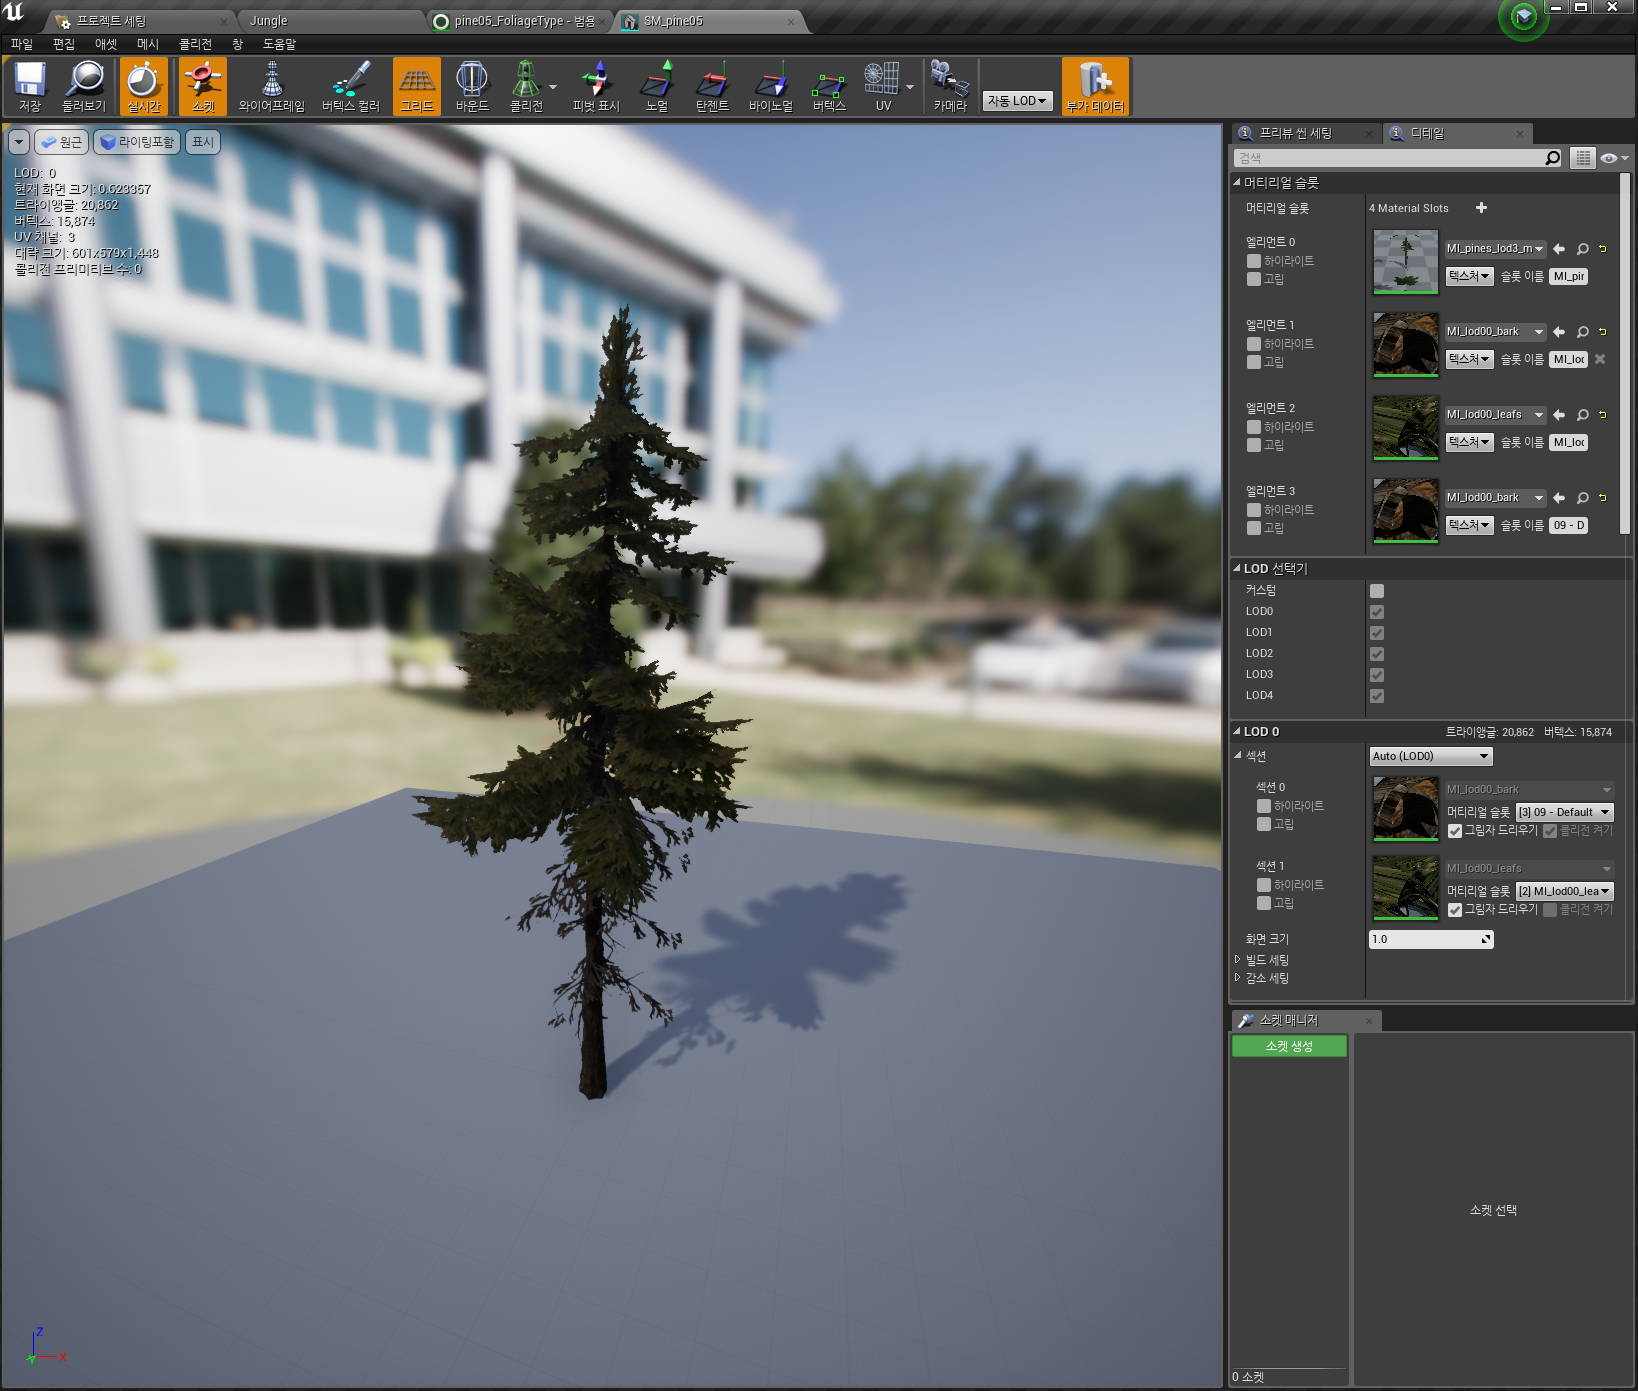 프로젝트 세팅
Jungle
pine05_FoliageType - 범용
SM_pine05
파일 편집 애셋 메시 콜리전 창 도움말
저장 둘러보기 실시간 소켓 와이어프레임 버텍스 컬러 그리드 바운드 콜리전 피벗 표시 노멀 탄젠트 바이노멀 버텍스 UV 카메라 자동 LOD 부가 데이터
원근 라이팅포함 표시
LOD: 0
현재 화면 크기: 0.623357
트라이앵글: 20,862
버텍스: 15,874
UV 채널: 3
대략 크기: 601x579x1,448
콜리전 프리미티브 수: 0
Z
X
프리뷰 씬 세팅 디테일
검색
머티리얼 슬롯
머티리얼 슬롯 4 Material Slots
엘리먼트 0 MI_pines_lod3_m
하이라이트
고립 텍스처 슬롯 이름 MI_pir
엘리먼트 1 MI_lod00_bark
하이라이트
고립 텍스처 슬롯 이름 MI_loc
엘리먼트 2 MI_lod00_leafs
하이라이트
고립 텍스처 슬롯 이름 MI_loc
엘리먼트 3 MI_lod00_bark
하이라이트
고립 텍스처 슬롯 이름 09 - D
LOD 선택기
커스텀
LOD0
LOD1
LOD2
LOD3
LOD4
LOD 0 트라이앵글: 20,862 버텍스: 15,874
섹션 Auto (LOD0)
섹션 0 MI_lod00_bark
하이라이트 머티리얼 슬롯 [3] 09 - Default
고립 그림자 드리우기 콜리전 켜기
섹션 1 MI_lod00_leafs
하이라이트 머티리얼 슬롯 [2] MI_lod00_lea
고립 그림자 드리우기 콜리전 켜기
화면 크기 1.0
빌드 세팅
감소 세팅
소켓 매니저
소켓 생성
소켓 선택
0 소켓